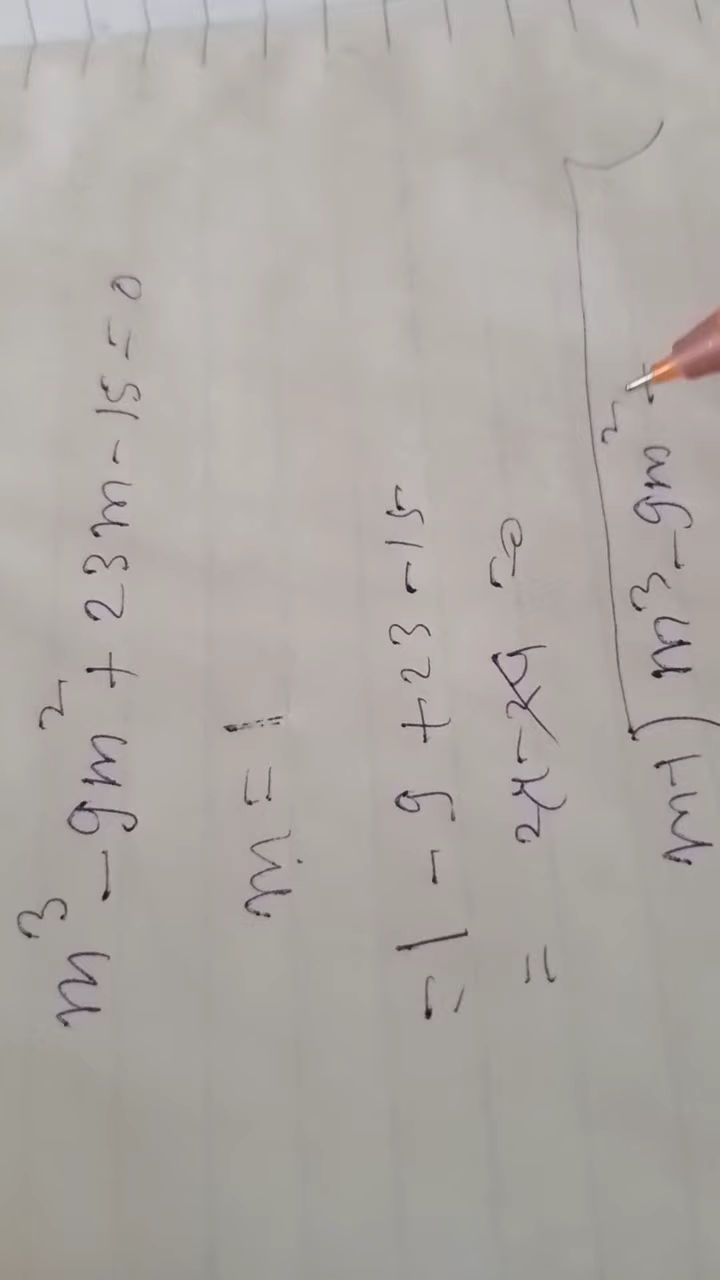 m³ - 9m² + 23m - 15 = 0
m = 1
= 1 - 9 + 23 - 15
= 24 - 24 = 0
m-1) m³ - 9m² +